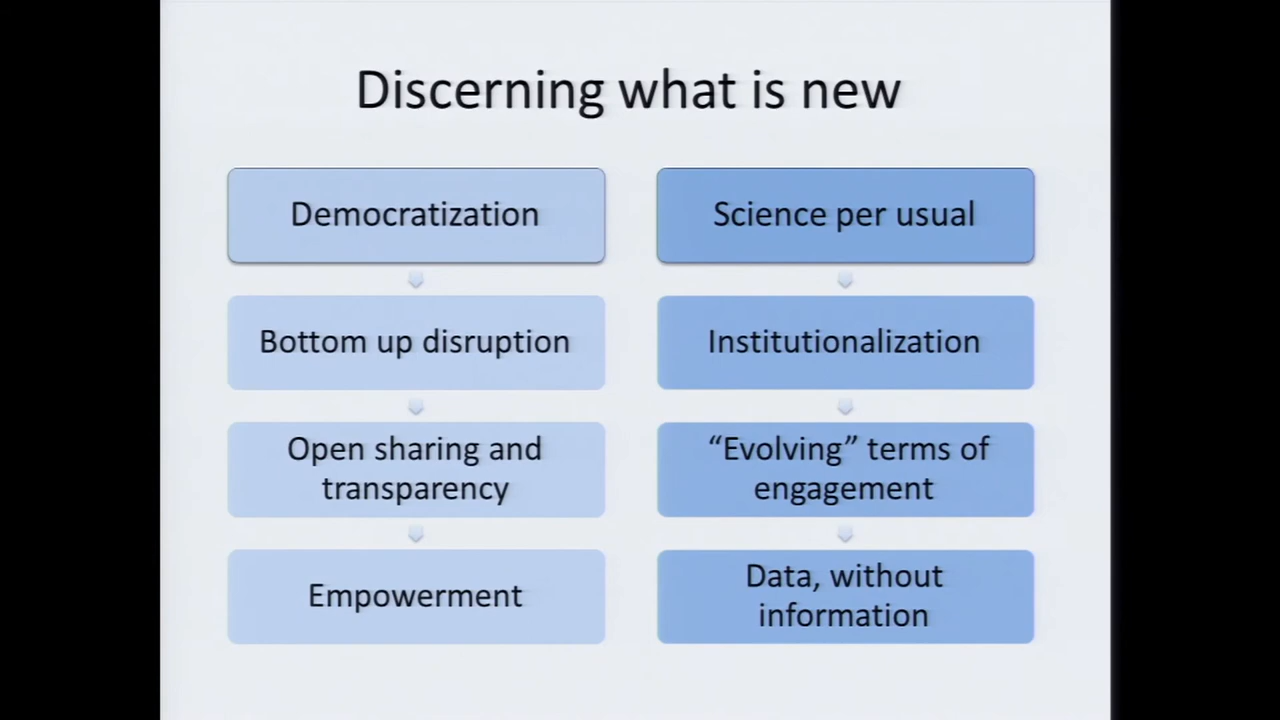 Discerning what is new
Democratization
Bottom up disruption
Open sharing and
transparency
Empowerment
Science per usual
Institutionalization
“Evolving” terms of
engagement
Data, without
information